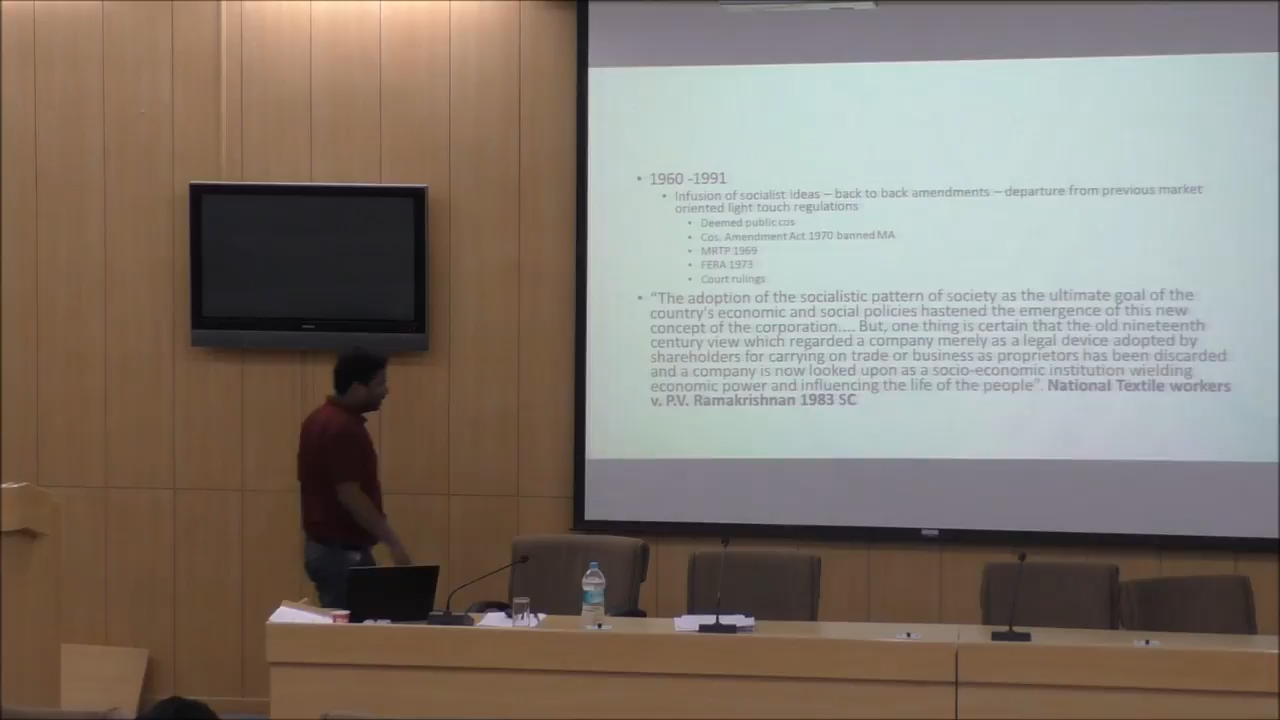 • 1960 -1991
• Infusion of socialist ideas – back to back amendments – departure from previous market
oriented light touch regulations
• Deemed public cos
• Cos. Amendment Act 1970 banned MA
• MRTP 1969
• FERA 1973
• Court rulings
• “The adoption of the socialistic pattern of society as the ultimate goal of the
country's economic and social policies hastened the emergence of this new
concept of the corporation.... But, one thing is certain that the old nineteenth
century view which regarded a company merely as a legal device adopted by
shareholders for carrying on trade or business as proprietors has been discarded
and a company is now looked upon as a socio-economic institution wielding
economic power and influencing the life of the people”. National Textile workers
v. P.V. Ramakrishnan 1983 SC